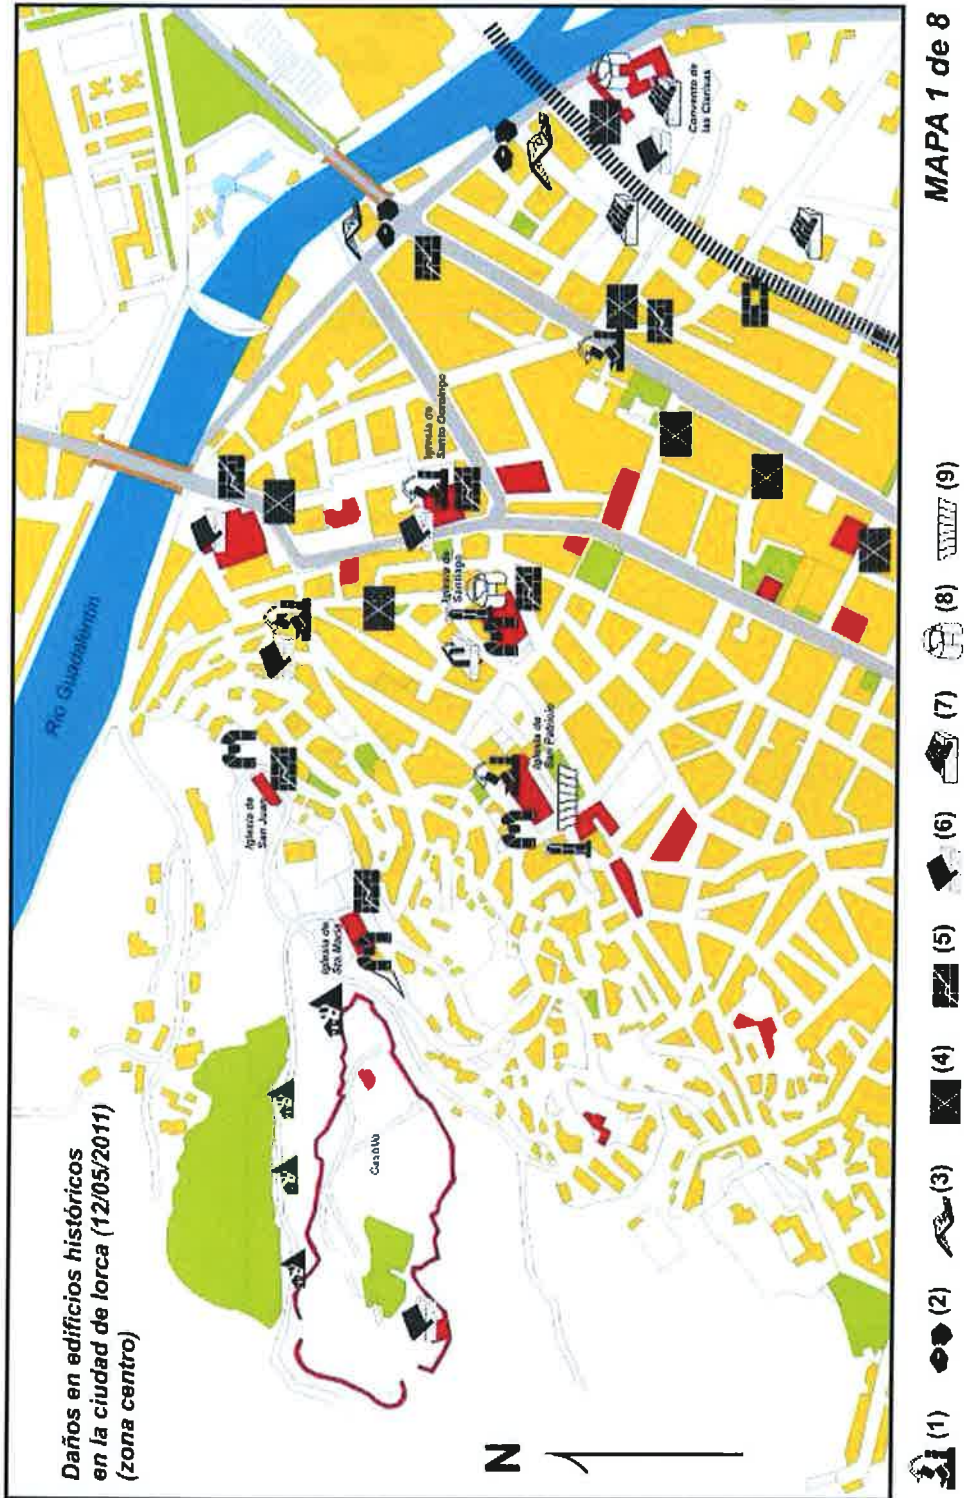 Daños en edificios históricos
en la ciudad de lorca (12/05/2011)
(zona centro)
Río Guadalentín
Iglesia de
San Juan
Iglesia de
Sta María
Castillo
Iglesia de
Santo Domingo
Iglesia de
Santiago
Iglesia de
San Patricio
Convento de
las Clarisas
N
(1)
(2)
(3)
(4)
(5)
(6)
(7)
(8)
(9)
MAPA 1 de 8